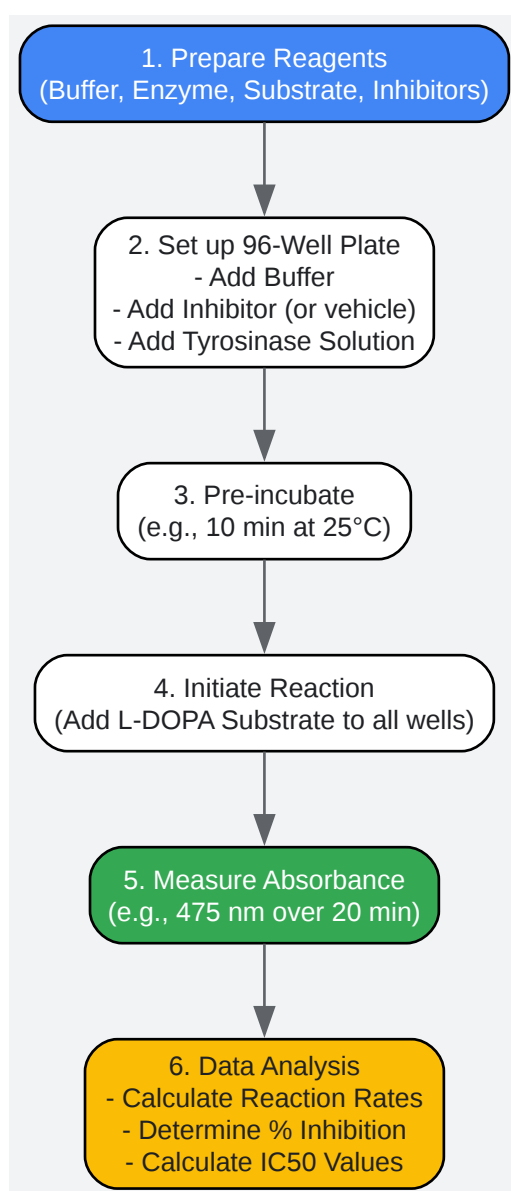 1. Prepare Reagents
(Buffer, Enzyme, Substrate, Inhibitors)
2. Set up 96-Well Plate
- Add Buffer
- Add Inhibitor (or vehicle)
- Add Tyrosinase Solution
3. Pre-incubate
(e.g., 10 min at 25°C)
4. Initiate Reaction
(Add L-DOPA Substrate to all wells)
5. Measure Absorbance
(e.g., 475 nm over 20 min)
6. Data Analysis
- Calculate Reaction Rates
- Determine % Inhibition
- Calculate IC50 Values